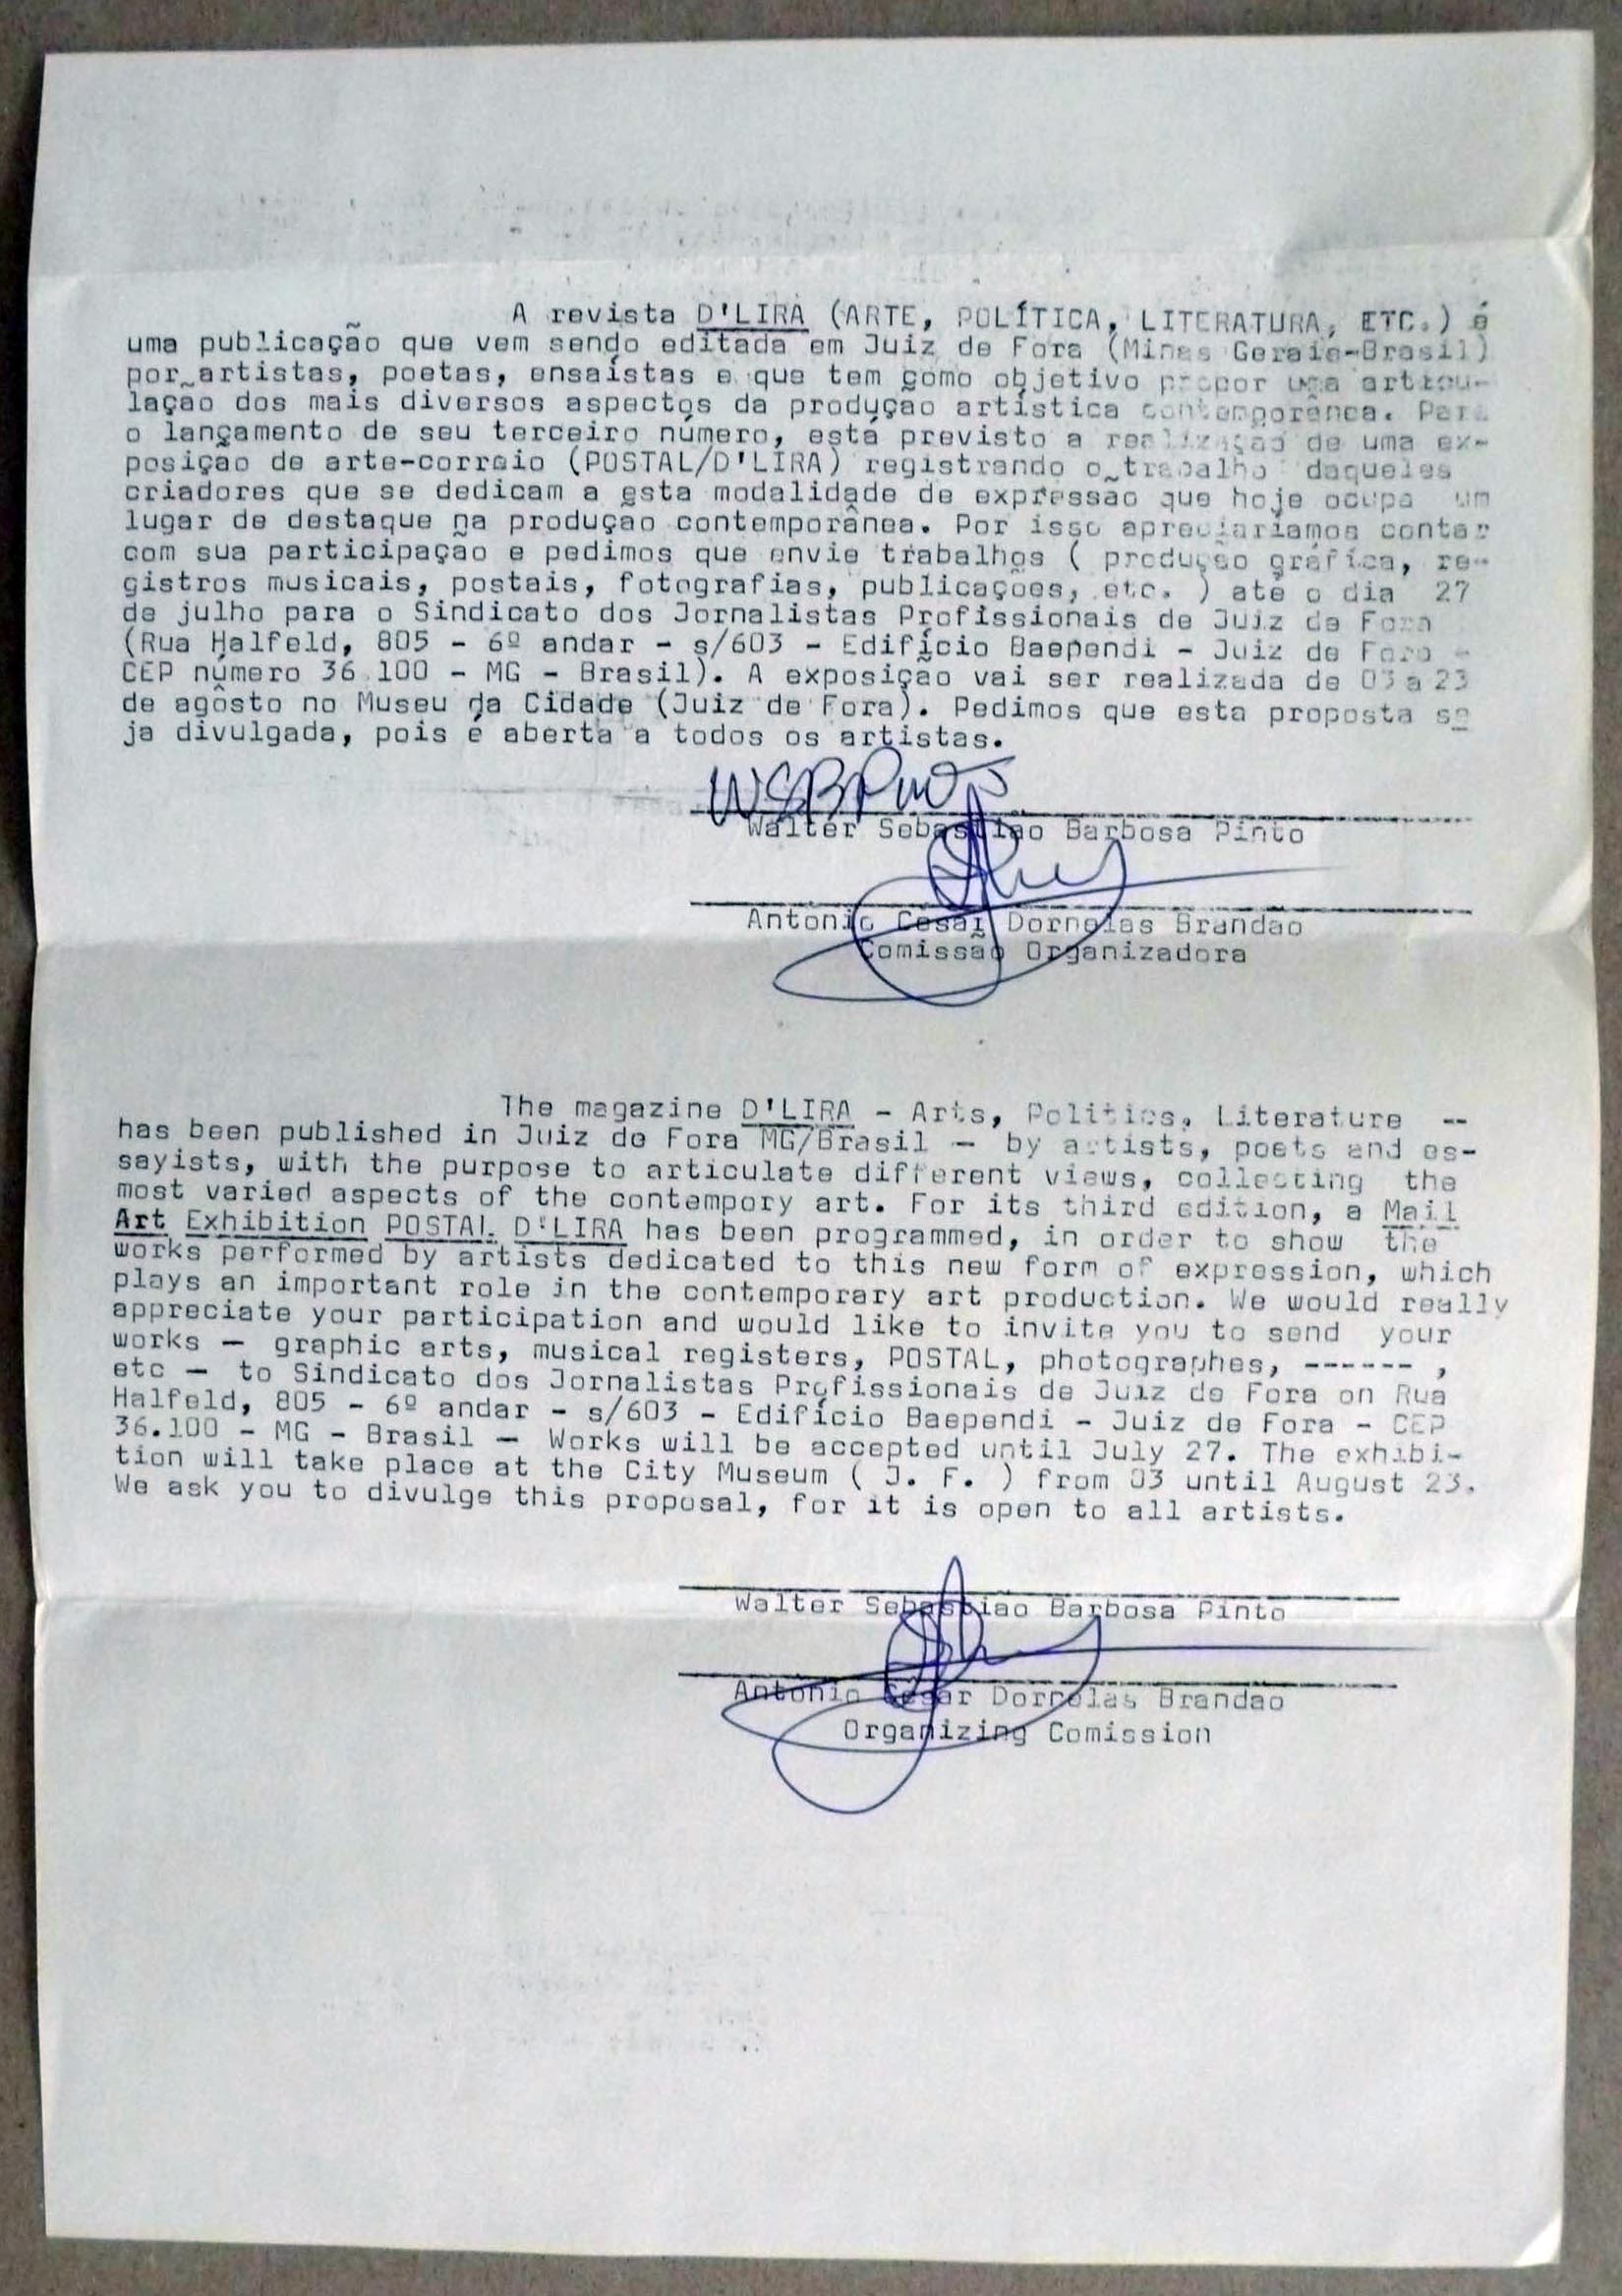 A revista D'LIRA (ARTE, POLÍTICA, LITERATURA, ETC.) é
uma publicação que vem sendo editada em Juiz de Fora (Minas Gerais-Brasil)
por artistas, poetas, ensaístas e que tem como objetivo propor uma articu-
lação dos mais diversos aspectos da produção artística contemporânea. Para
o lançamento de seu terceiro número, está previsto a realização de uma ex-
posição de arte-correio (POSTAL/D'LIRA) registrando o trabalho daqueles
criadores que se dedicam a esta modalidade de expressão que hoje ocupa um
lugar de destaque na produção contemporânea. Por isso apreciaríamos contar
com sua participação e pedimos que envie trabalhos ( produção gráfica, re-
gistros musicais, postais, fotografias, publicações, etc. ) até o dia 27
de julho para o Sindicato dos Jornalistas Profissionais de Juiz de Fora
(Rua Halfeld, 805 - 6º andar - s/603 - Edifício Baependi - Juiz de Fora -
CEP número 36.100 - MG - Brasil). A exposição vai ser realizada de 03 a 23
de agôsto no Museu da Cidade (Juiz de Fora). Pedimos que esta proposta se
ja divulgada, pois é aberta a todos os artistas.
WSBPinto
Walter Sebastião Barbosa Pinto
Antônio César Dornelas Brandão
Comissão Organizadora
The magazine D'LIRA - Arts, Politics, Literature --
has been published in Juiz de Fora MG/Brasil - by artists, poets and es-
sayists, with the purpose to articulate different views, collecting the
most varied aspects of the contempory art. For its third edition, a Mail
Art Exhibition POSTAL D'LIRA has been programmed, in order to show the
works performed by artists dedicated to this new form of expression, which
plays an important role in the contemporary art production. We would really
appreciate your participation and would like to invite you to send your
works - graphic arts, musical registers, POSTAL, photographes, ------ ,
etc - to Sindicato dos Jornalistas Profissionais de Juiz de Fora on Rua
Halfeld, 805 - 6º andar - s/603 - Edifício Baependi - Juiz de Fora - CEP
36.100 - MG - Brasil - Works will be accepted until July 27. The exhibi-
tion will take place at the City Museum ( J. F. ) from 03 until August 23.
We ask you to divulge this proposal, for it is open to all artists.
Walter Sebastião Barbosa Pinto
Antônio César Dornelas Brandão
Organizing Comission